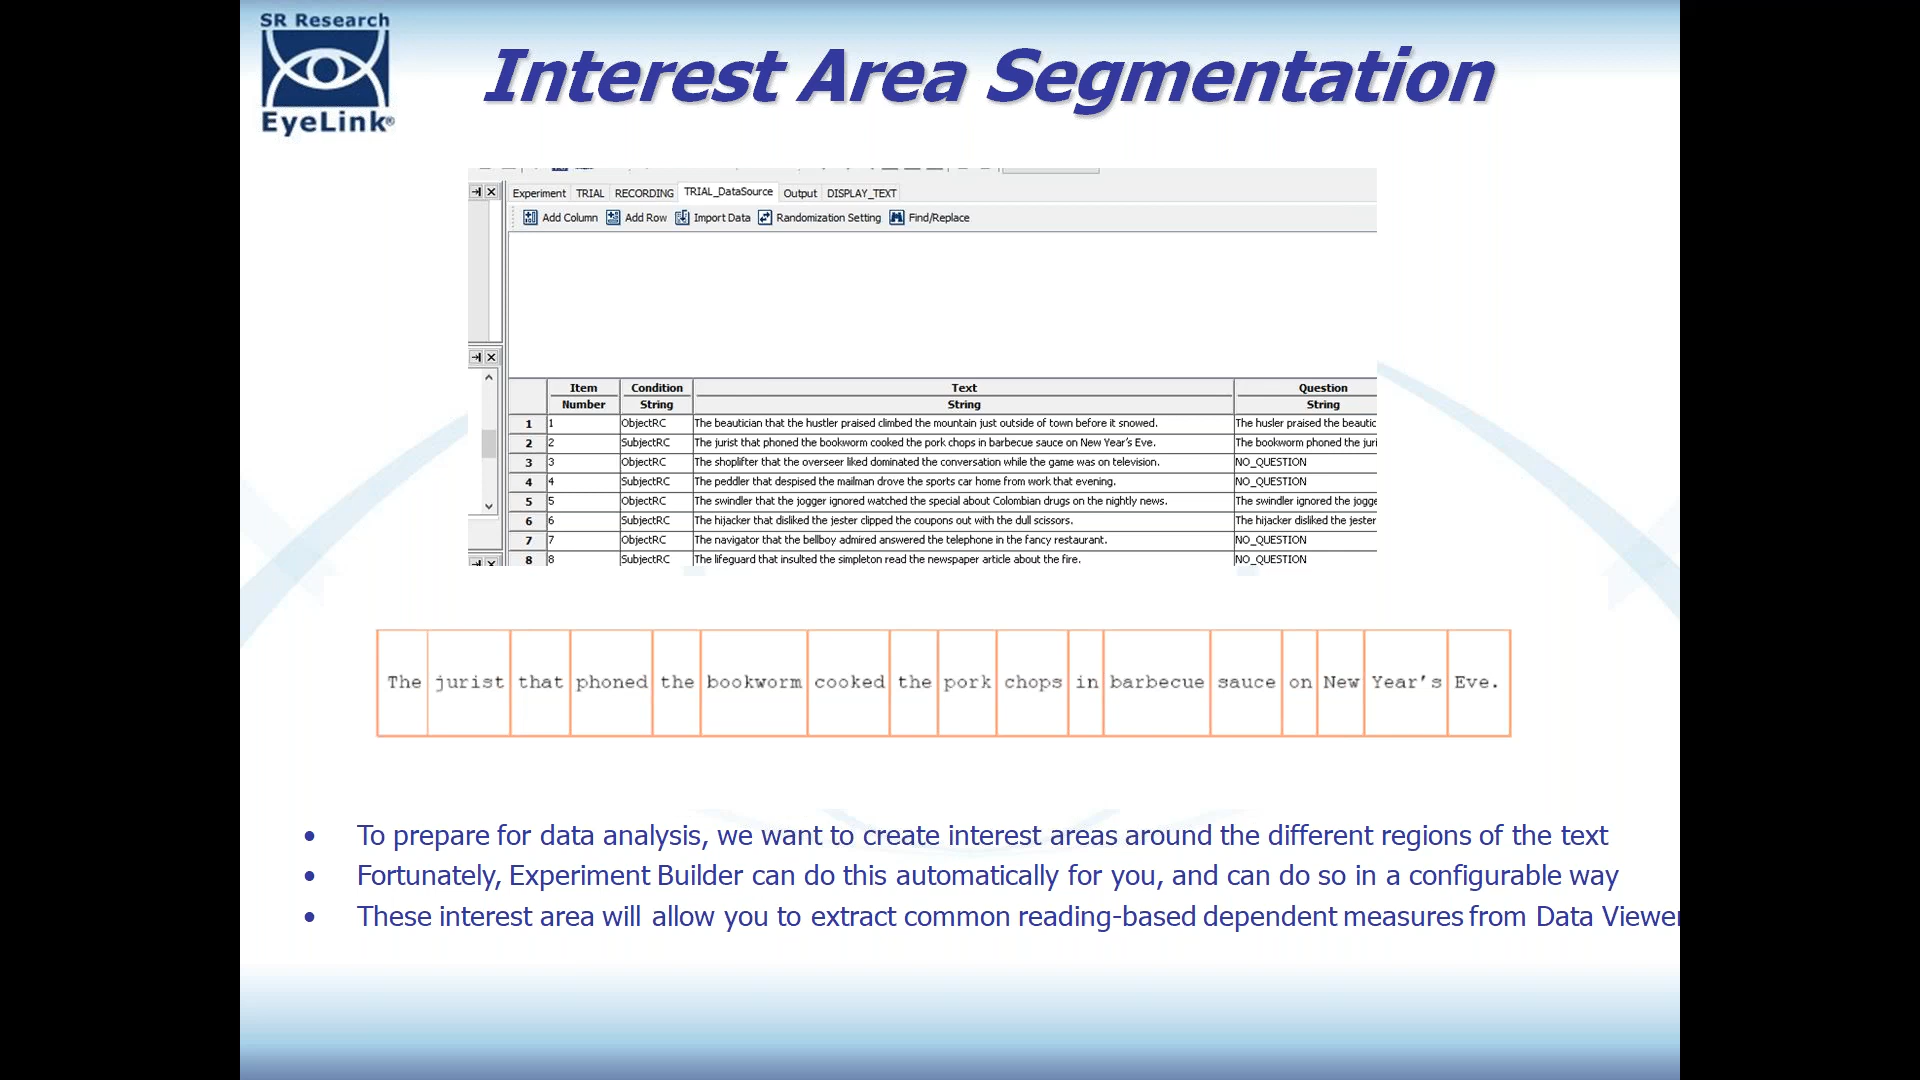 SR Research
EyeLink®
Interest Area Segmentation
Experiment TRIAL RECORDING TRIAL_DataSource Output DISPLAY_TEXT
Add Column Add Row Import Data Randomization Setting Find/Replace
Item Condition Text Question
Number String String String
1 1 ObjectRC The beautician that the hustler praised climbed the mountain just outside of town before it snowed. The husler praised the beautic
2 2 SubjectRC The jurist that phoned the bookworm cooked the pork chops in barbecue sauce on New Year's Eve. The bookworm phoned the juri
3 3 ObjectRC The shoplifter that the overseer liked dominated the conversation while the game was on television. NO_QUESTION
4 4 SubjectRC The peddler that despised the mailman drove the sports car home from work that evening. NO_QUESTION
5 5 ObjectRC The swindler that the jogger ignored watched the special about Colombian drugs on the nightly news. The swindler ignored the jogge
6 6 SubjectRC The hijacker that disliked the jester clipped the coupons out with the dull scissors. The hijacker disliked the jester
7 7 ObjectRC The navigator that the bellboy admired answered the telephone in the fancy restaurant. NO_QUESTION
8 8 SubjectRC The lifeguard that insulted the simpleton read the newspaper article about the fire. NO_QUESTION
The jurist that phoned the bookworm cooked the pork chops in barbecue sauce on New Year's Eve.
• To prepare for data analysis, we want to create interest areas around the different regions of the text
• Fortunately, Experiment Builder can do this automatically for you, and can do so in a configurable way
• These interest area will allow you to extract common reading-based dependent measures from Data Viewer